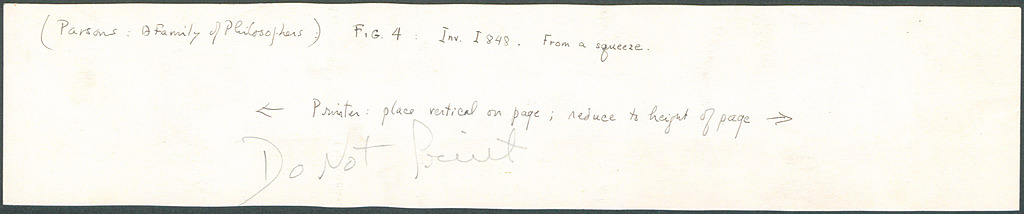 (Parsons: A Family of Philosophers:) FIG. 4: Inv. I 848. From a squeeze.
← Printer: place vertical on page; reduce to height of page →
Do Not Print